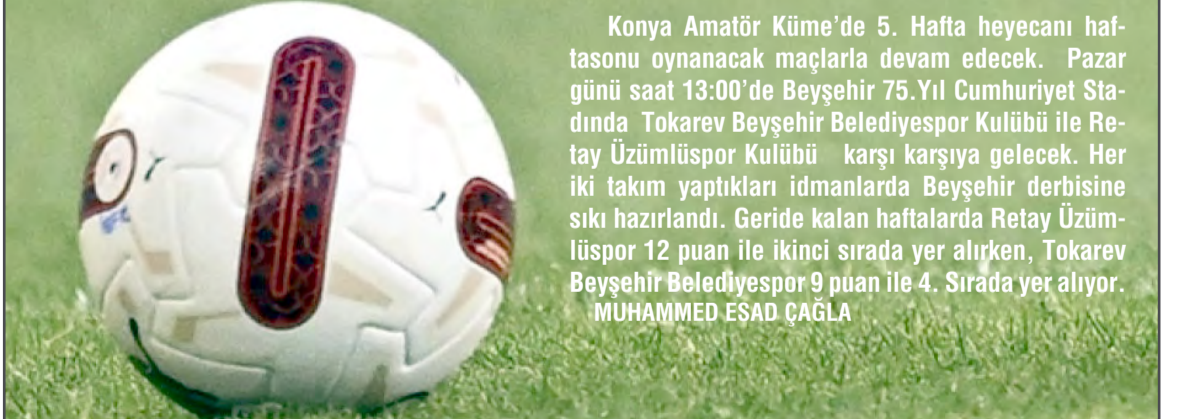 Konya Amatör Küme’de 5. Hafta heyecanı haf-
tasonu oynanacak maçlarla devam edecek. Pazar
günü saat 13:00’de Beyşehir 75.Yıl Cumhuriyet Sta-
dında Tokarev Beyşehir Belediyespor Kulübü ile Re-
tay Üzümlüspor Kulübü karşı karşıya gelecek. Her
iki takım yaptıkları idmanlarda Beyşehir derbisine
sıkı hazırlandı. Geride kalan haftalarda Retay Üzüm-
lüspor 12 puan ile ikinci sırada yer alırken, Tokarev
Beyşehir Belediyespor 9 puan ile 4. Sırada yer alıyor.
MUHAMMED ESAD ÇAĞLA